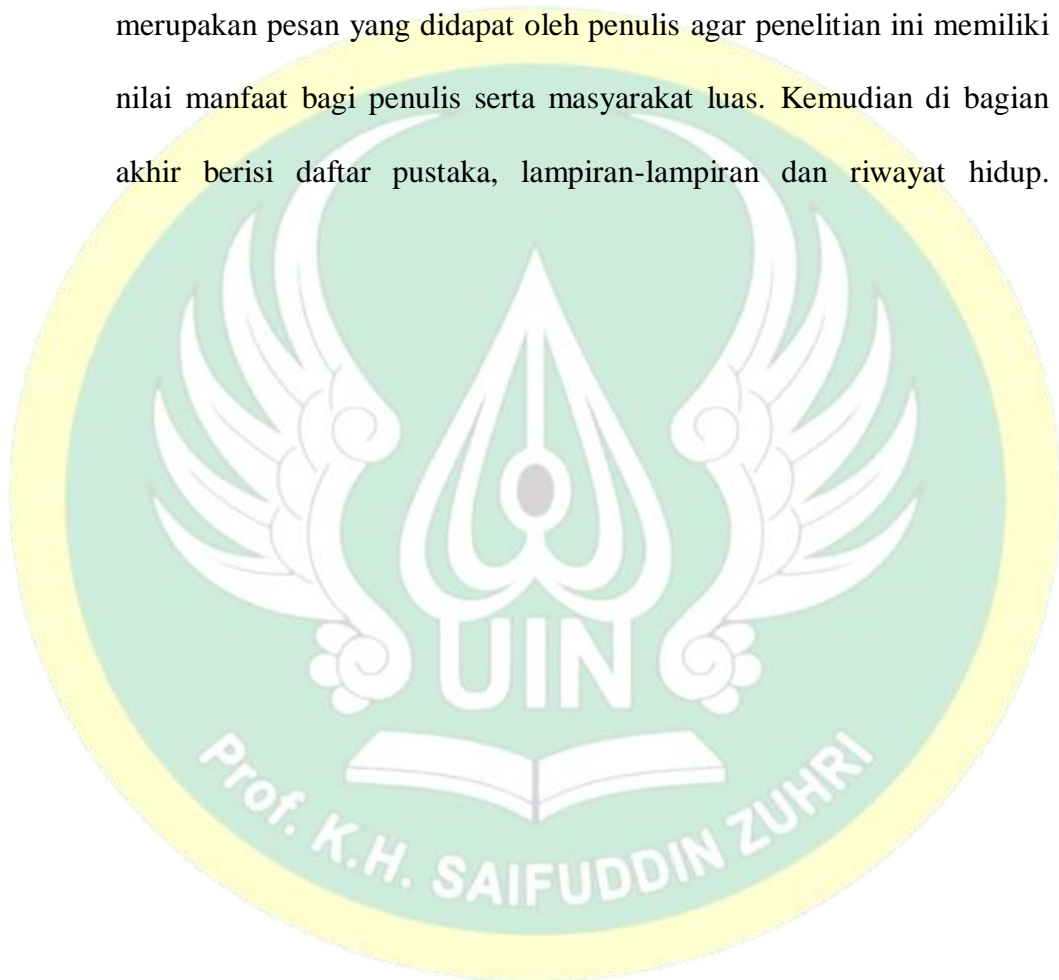 merupakan pesan yang didapat oleh penulis agar penelitian ini memiliki
nilai manfaat bagi penulis serta masyarakat luas. Kemudian di bagian
akhir berisi daftar pustaka, lampiran-lampiran dan riwayat hidup.
UIN
Prof. K.H. SAIFUDDIN ZUHRI